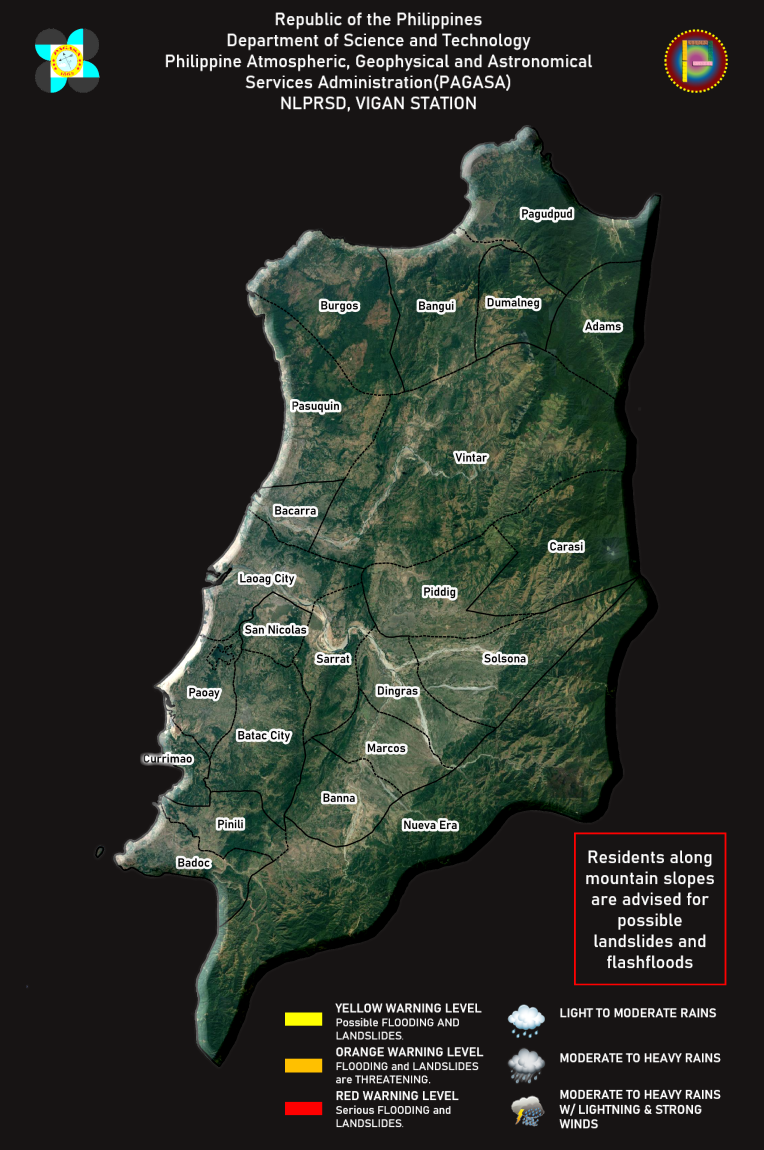 Republic of the Philippines
Department of Science and Technology
Philippine Atmospheric, Geophysical and Astronomical
Services Administration(PAGASA)
NLPRSD, VIGAN STATION
PAGASA
Pagudpud
Burgos
Bangui
Dumalneg
Adams
Pasuquin
Vintar
Bacarra
Carasi
Laoag City
Piddig
San Nicolas
Sarrat
Solsona
Paoay
Dingras
Batac City
Marcos
Currimao
Banna
Pinili
Nueva Era
Badoc
Residents along
mountain slopes
are advised for
possible
landslides and
flashfloods
YELLOW WARNING LEVEL
Possible FLOODING AND
LANDSLIDES.
ORANGE WARNING LEVEL
FLOODING and LANDSLIDES
are THREATENING.
RED WARNING LEVEL
Serious FLOODING and
LANDSLIDES.
LIGHT TO MODERATE RAINS
MODERATE TO HEAVY RAINS
MODERATE TO HEAVY RAINS
W/ LIGHTNING & STRONG
WINDS